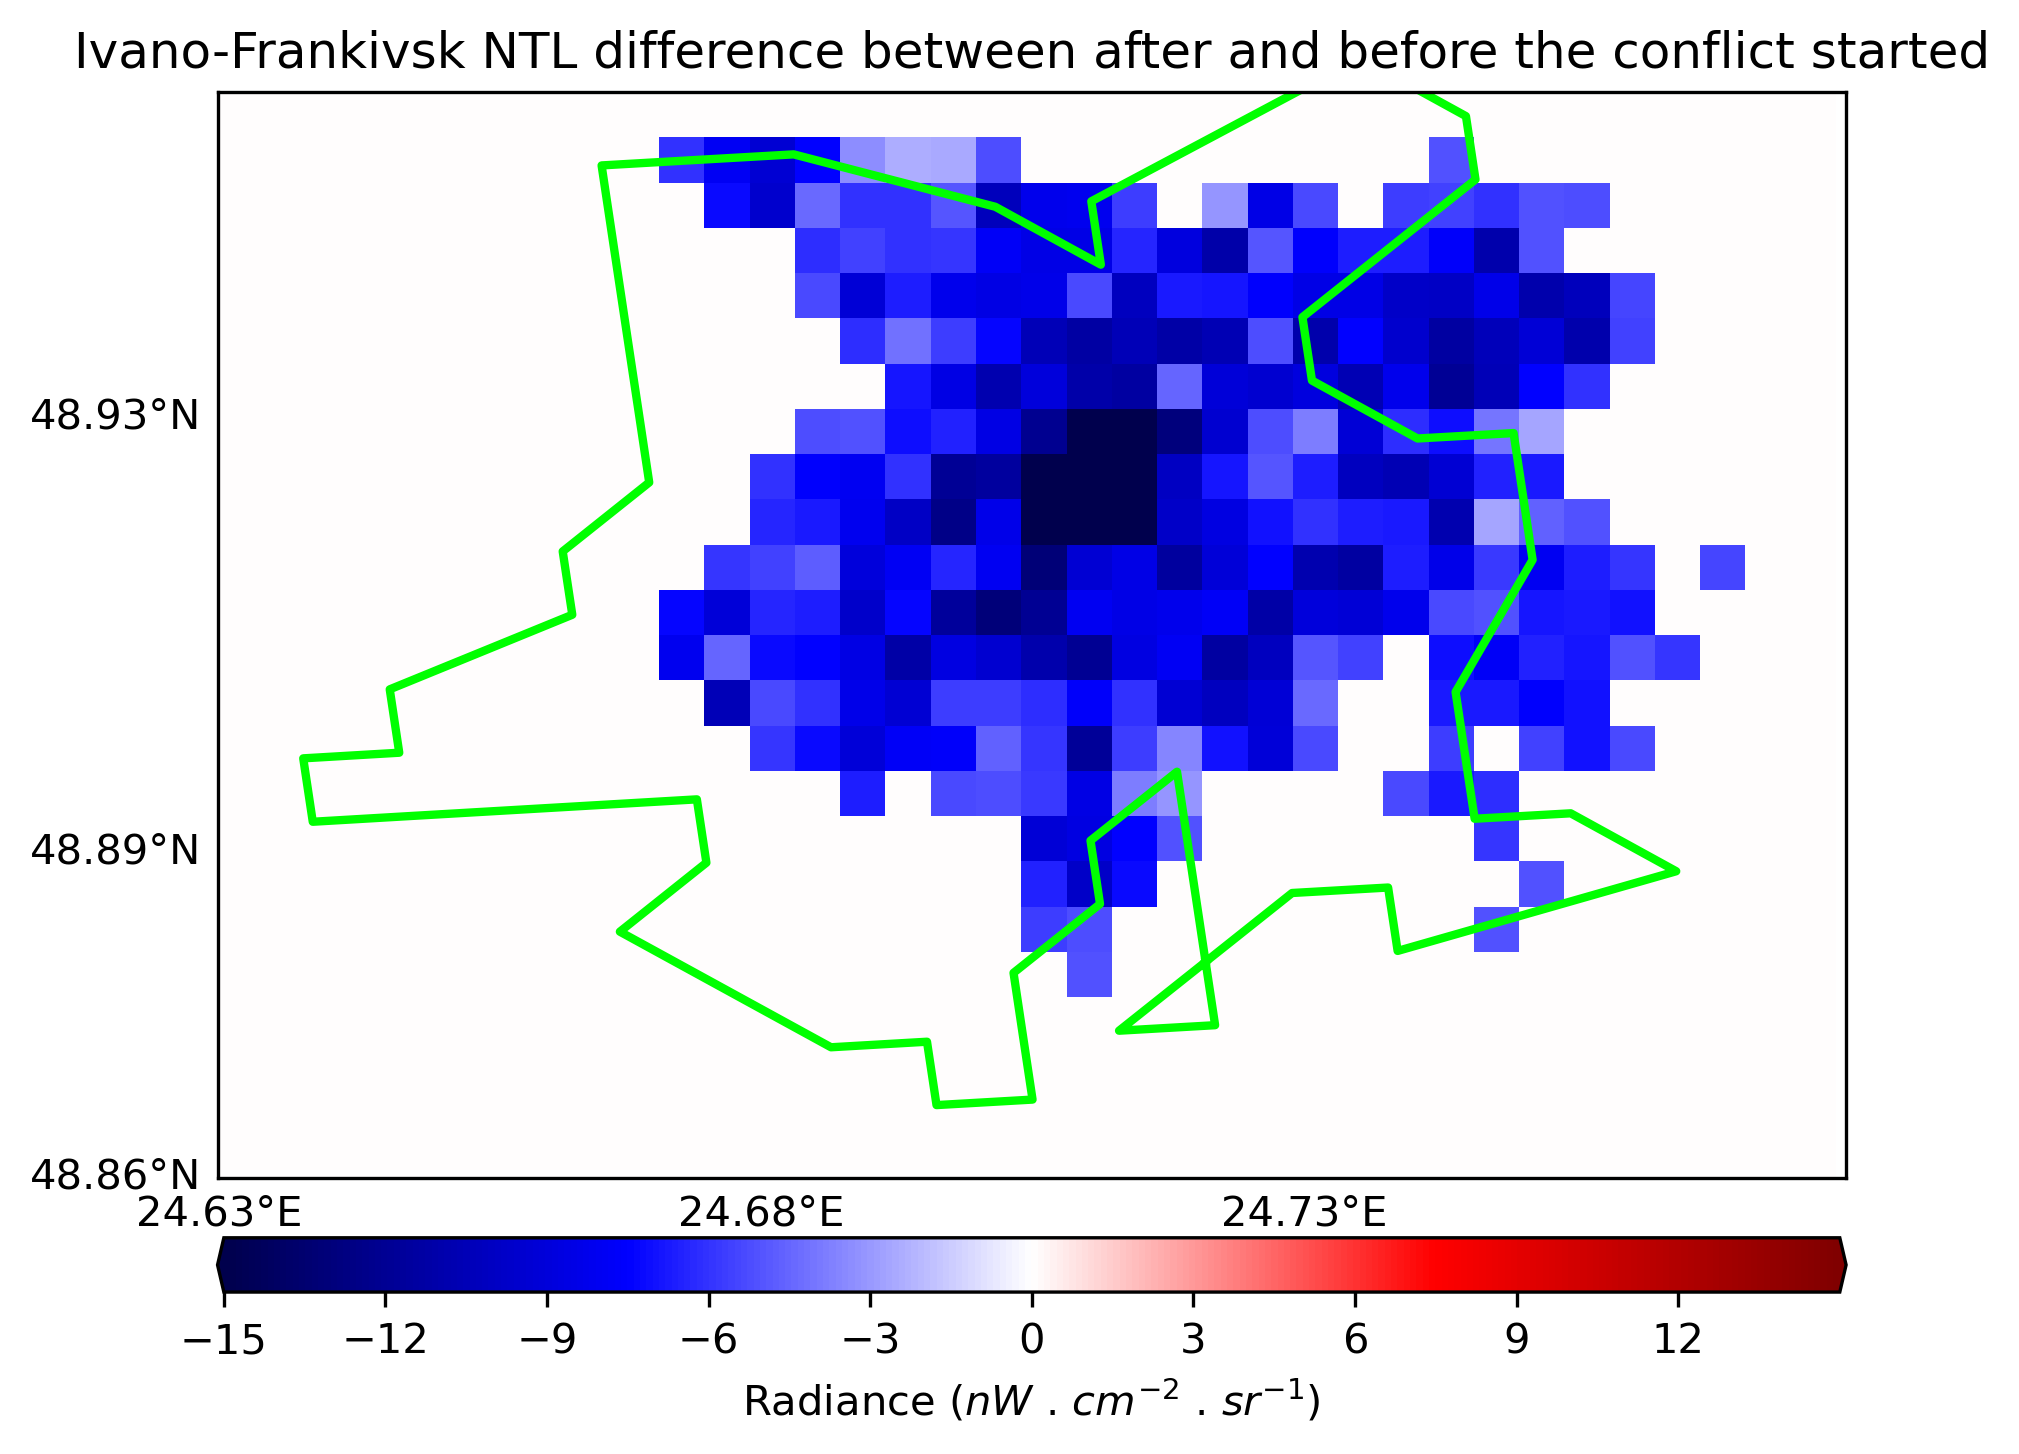 Ivano-Frankivsk NTL difference between after and before the conflict started
48.93°N
48.89°N
48.86°N
24.63°E 24.68°E 24.73°E
−15 −12 −9 −6 −3 0 3 6 9 12
Radiance (nW . cm⁻² . sr⁻¹)